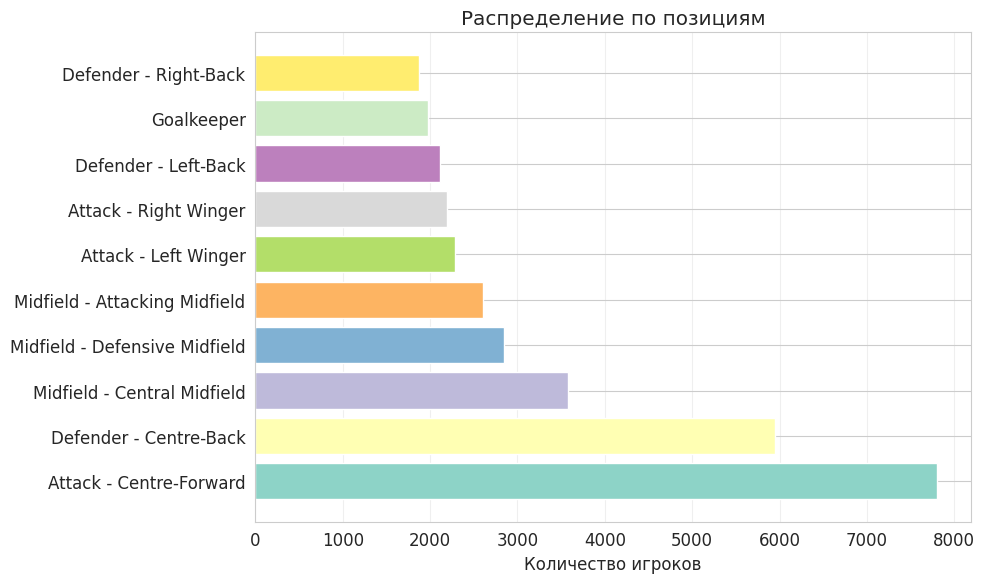 Распределение по позициям
Defender - Right-Back
Goalkeeper
Defender - Left-Back
Attack - Right Winger
Attack - Left Winger
Midfield - Attacking Midfield
Midfield - Defensive Midfield
Midfield - Central Midfield
Defender - Centre-Back
Attack - Centre-Forward
0 1000 2000 3000 4000 5000 6000 7000 8000
Количество игроков